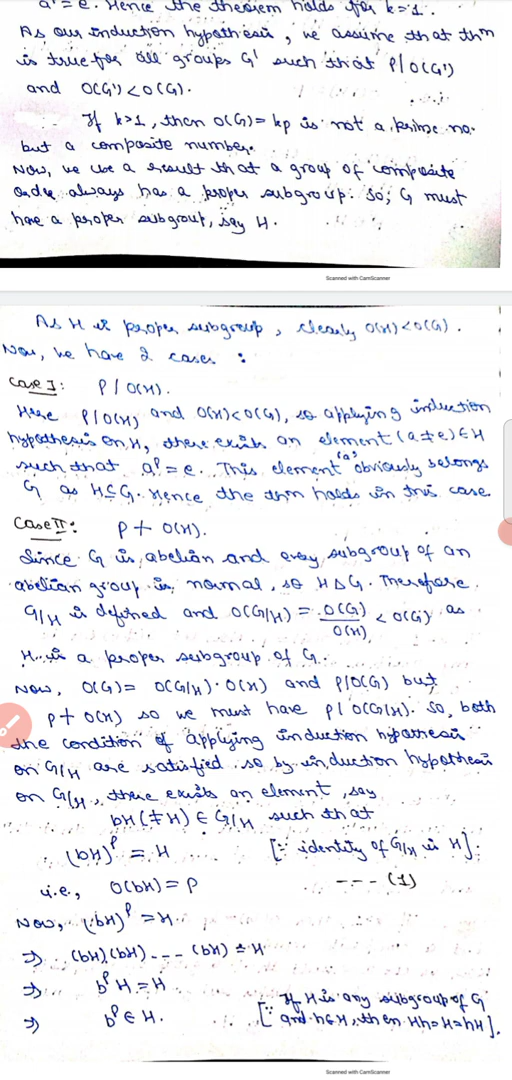 a¹ = e. Hence the theorem holds for k=1.
As our induction hypothesis, we assume that thm
is true for all groups G' such that P/O(G')
and O(G') < O(G).
If k>1, then O(G) = kp is not a prime no.
but a composite number.
Now, we use a result that a group of composite
order always has a proper subgroup. So, G must
have a proper subgroup, say H.
Scanned with CamScanner
As H is proper subgroup, clearly O(H) < O(G).
Now, we have 2 cases :
Case I: P/O(H).
Here P/O(H) and O(H) < O(G), so applying induction
hypothesis on H, there exists an element (a ≠ e) ∈ H
such that aᵖ = e. This element (a) obviously belongs
G as H ⊆ G. Hence the thm holds in this case.
Case II: P + O(H).
Since G is abelian and every subgroup of an
abelian group is normal, so H Δ G. Therefore
G/H is defined and O(G/H) = O(G)/O(H) < O(G) as
H is a proper subgroup of G.
Now, O(G) = O(G/H) · O(H) and P/O(G) but
P + O(H) so we must have P/O(G/H). So, both
the condition of applying induction hypothesis
on G/H are satisfied. so by induction hypothesis
on G/H, there exists an element, say
bH (≠ H) ∈ G/H such that
(bH)ᵖ = H [∵ identity of G/H is H].
i.e., O(bH) = P --- (1)
Now, (bH)ᵖ = H
⇒ (bH)(bH) --- (bH) = H
⇒ bᵖH = H
⇒ bᵖ ∈ H. [∵ If H is any subgroup of G
and h ∈ H, then Hh = H = hH].
Scanned with CamScanner